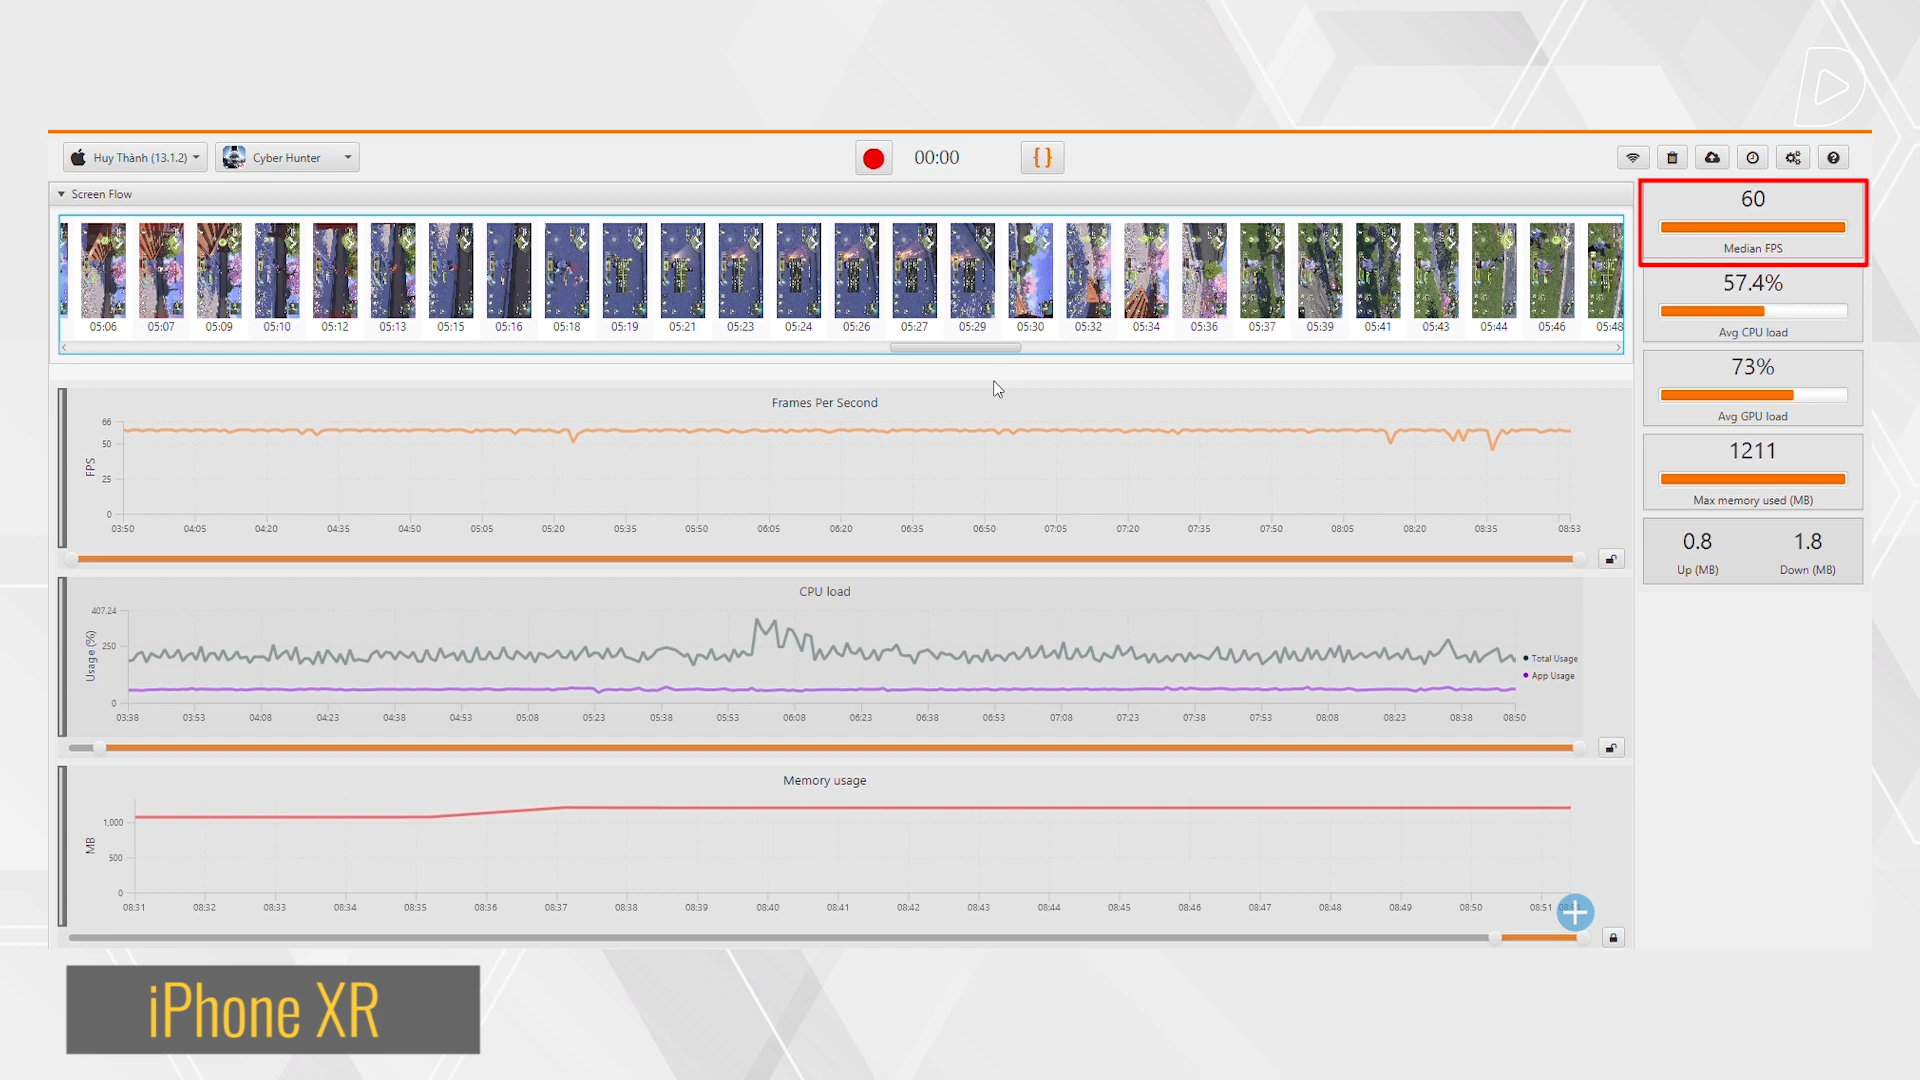 Huy Thành (13.1.2)
Cyber Hunter
00:00
{ }
Screen Flow
05:06 05:07 05:09 05:10 05:12 05:13 05:15 05:16 05:18 05:19 05:21 05:23 05:24 05:26 05:27 05:29 05:30 05:32 05:34 05:36 05:37 05:39 05:41 05:43 05:44 05:46 05:48
60
Median FPS
57.4%
Avg CPU load
73%
Avg GPU load
1211
Max memory used (MB)
0.8 1.8
Up (MB) Down (MB)
Frames Per Second
66
50
FPS
25
0
03:50 04:05 04:20 04:35 04:50 05:05 05:20 05:35 05:50 06:05 06:20 06:35 06:50 07:05 07:20 07:35 07:50 08:05 08:20 08:35 08:53
CPU load
407.24
250
Usage (%)
0
Total Usage
App Usage
03:38 03:53 04:08 04:23 04:38 04:53 05:08 05:23 05:38 05:53 06:08 06:23 06:38 06:53 07:08 07:23 07:38 07:53 08:08 08:23 08:38 08:50
Memory usage
1,000
MB
500
0
08:31 08:32 08:33 08:34 08:35 08:36 08:37 08:38 08:39 08:40 08:41 08:42 08:43 08:44 08:45 08:46 08:47 08:48 08:49 08:50 08:51
iPhone XR